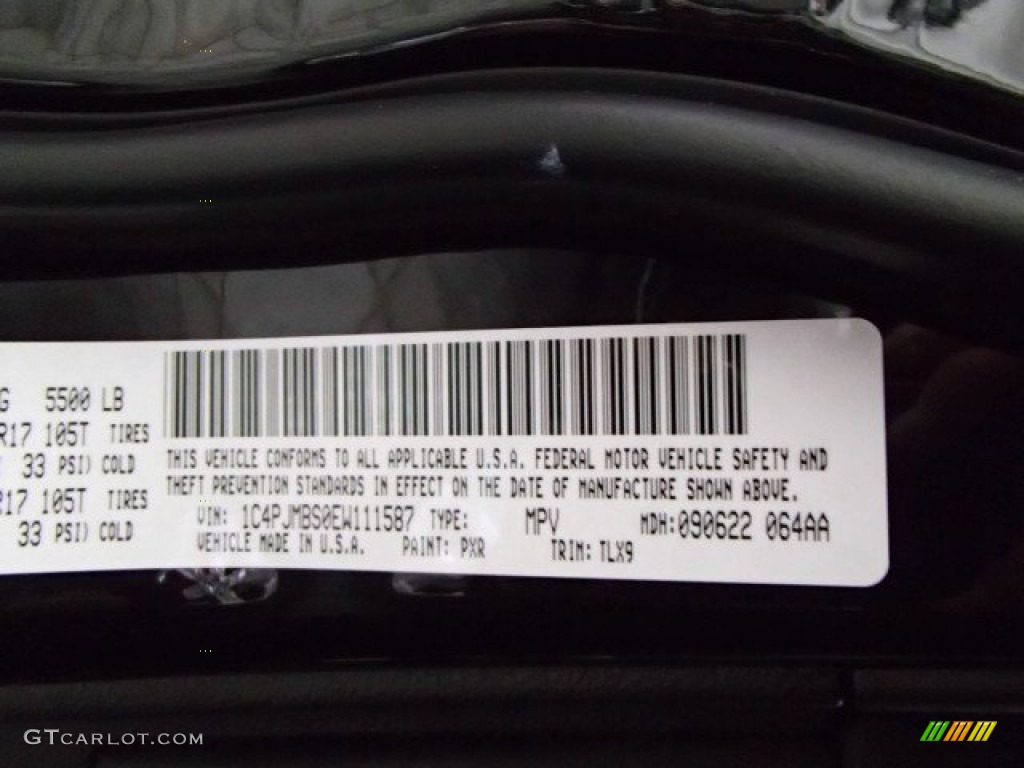 G 5500 LB
R17 105T TIRES
33 PSI) COLD
R17 105T TIRES
33 PSI) COLD
THIS VEHICLE CONFORMS TO ALL APPLICABLE U.S.A. FEDERAL MOTOR VEHICLE SAFETY AND
THEFT PREVENTION STANDARDS IN EFFECT ON THE DATE OF MANUFACTURE SHOWN ABOVE.
VIN: 1C4PJMBS0EW111587 TYPE: MPV MDH:090622 064AA
VEHICLE MADE IN U.S.A. PAINT: PXR TRIM: TLX9
GTCARLOT.COM